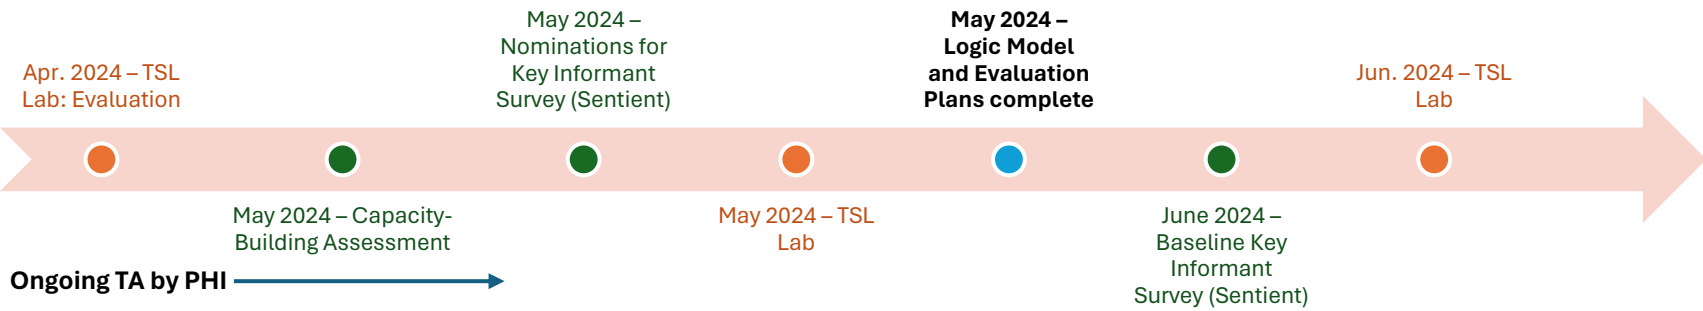 Apr. 2024 – TSL
Lab: Evaluation
May 2024 – Capacity-
Building Assessment
May 2024 –
Nominations for
Key Informant
Survey (Sentient)
May 2024 – TSL
Lab
May 2024 –
Logic Model
and Evaluation
Plans complete
June 2024 –
Baseline Key
Informant
Survey (Sentient)
Jun. 2024 – TSL
Lab
Ongoing TA by PHI